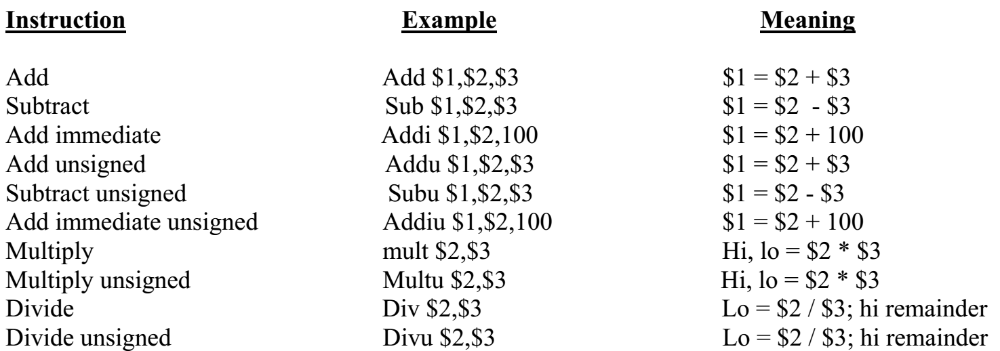 Instruction Example Meaning
Add Add $1,$2,$3 $1 = $2 + $3
Subtract Sub $1,$2,$3 $1 = $2 - $3
Add immediate Addi $1,$2,100 $1 = $2 + 100
Add unsigned Addu $1,$2,$3 $1 = $2 + $3
Subtract unsigned Subu $1,$2,$3 $1 = $2 - $3
Add immediate unsigned Addiu $1,$2,100 $1 = $2 + 100
Multiply mult $2,$3 Hi, lo = $2 * $3
Multiply unsigned Multu $2,$3 Hi, lo = $2 * $3
Divide Div $2,$3 Lo = $2 / $3; hi remainder
Divide unsigned Divu $2,$3 Lo = $2 / $3; hi remainder